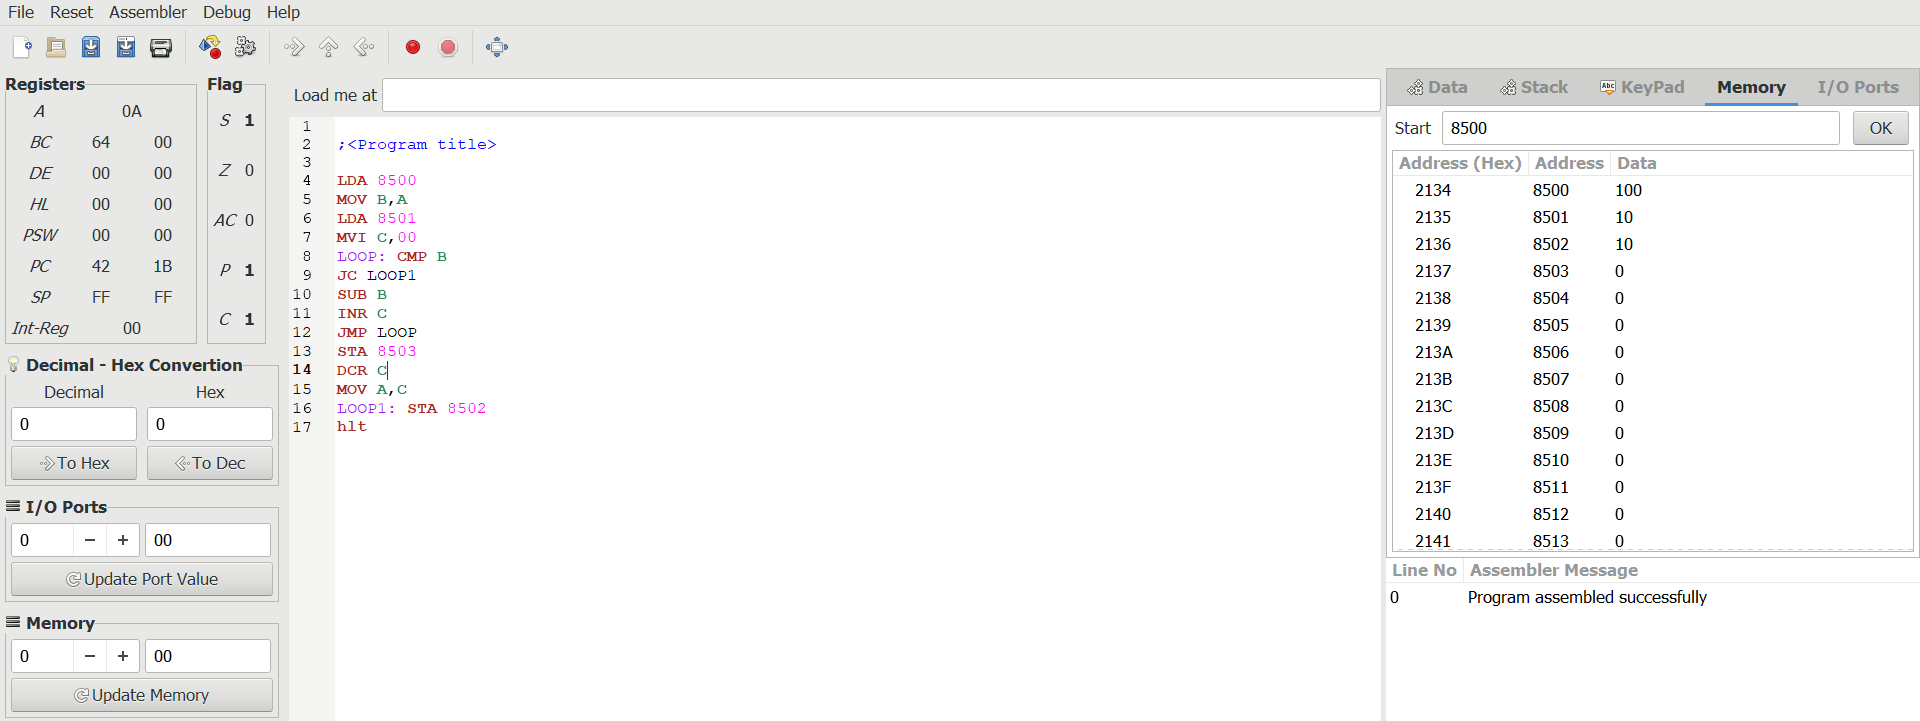 File Reset Assembler Debug Help
Registers
A 0A
BC 64 00
DE 00 00
HL 00 00
PSW 00 00
PC 42 1B
SP FF FF
Int-Reg 00
Flag
S 1
Z 0
AC 0
P 1
C 1
Decimal - Hex Convertion
Decimal Hex
0 0
To Hex To Dec
I/O Ports
0 − + 00
Update Port Value
Memory
0 − + 00
Update Memory
Load me at
1
2 ;<Program title>
3
4 LDA 8500
5 MOV B,A
6 LDA 8501
7 MVI C,00
8 LOOP: CMP B
9 JC LOOP1
10 SUB B
11 INR C
12 JMP LOOP
13 STA 8503
14 DCR C
15 MOV A,C
16 LOOP1: STA 8502
17 hlt
Data Stack Abc KeyPad Memory I/O Ports
Start 8500 OK
Address (Hex) Address Data
2134 8500 100
2135 8501 10
2136 8502 10
2137 8503 0
2138 8504 0
2139 8505 0
213A 8506 0
213B 8507 0
213C 8508 0
213D 8509 0
213E 8510 0
213F 8511 0
2140 8512 0
2141 8513 0
Line No Assembler Message
0 Program assembled successfully